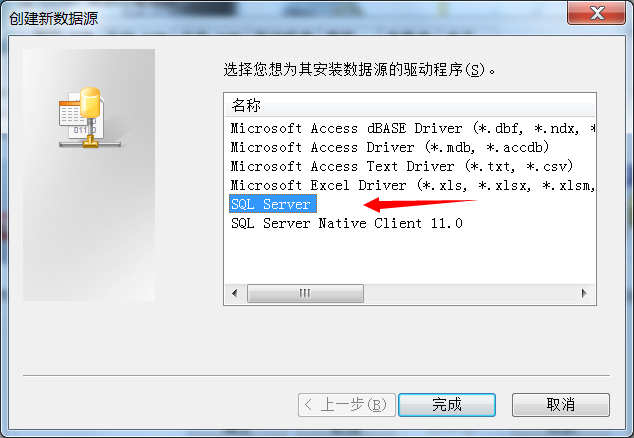 创建新数据源
选择您想为其安装数据源的驱动程序(S)。
名称
Microsoft Access dBASE Driver (*.dbf, *.ndx, *
Microsoft Access Driver (*.mdb, *.accdb)
Microsoft Access Text Driver (*.txt, *.csv)
Microsoft Excel Driver (*.xls, *.xlsx, *.xlsm,
SQL Server
SQL Server Native Client 11.0
< 上一步(B)
完成
取消